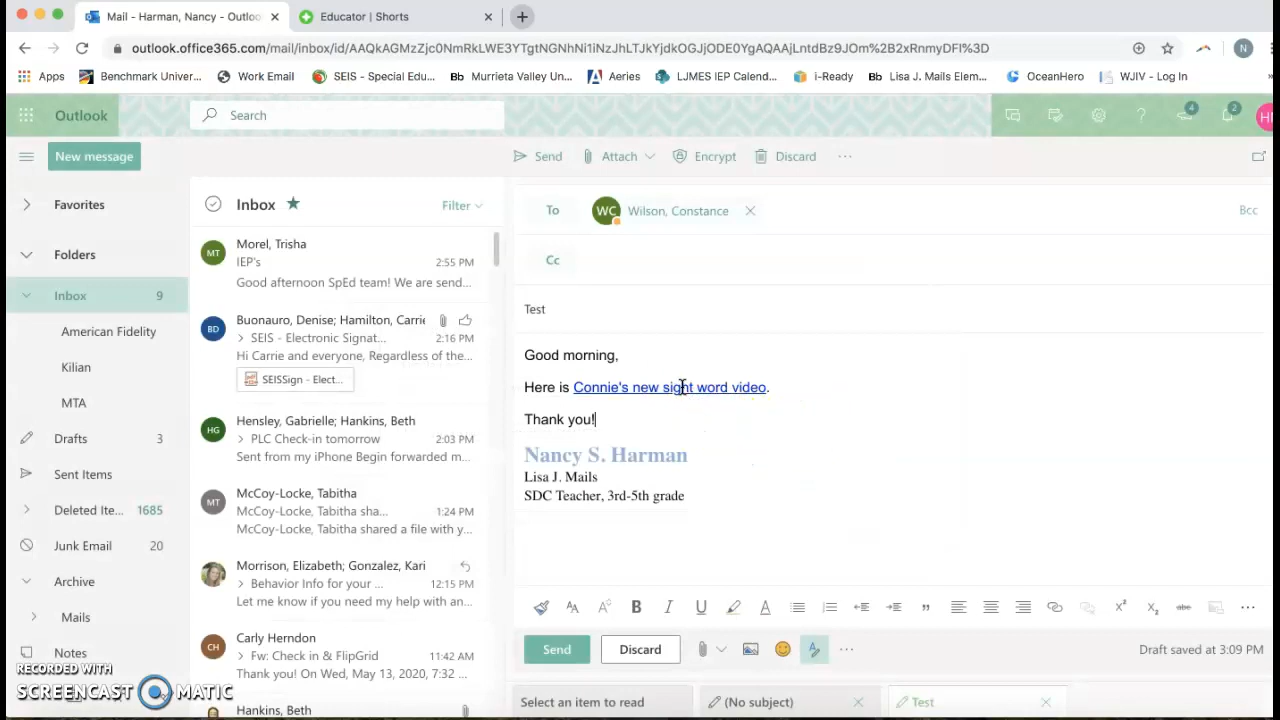 Mail - Harman, Nancy - Outloo
Educator | Shorts
outlook.office365.com/mail/inbox/id/AAQkAGMzZjc0NmRkLWE3YTgtNGNhNi1iNzJhLTJkYjdkOGJjODE0YgAQAAjLntdBz9JOm%2B2xRnmyDFI%3D
N
Apps
Benchmark Univer...
Work Email
SEIS - Special Edu...
Bb Murrieta Valley Un...
Aeries
LJMES IEP Calend...
i-Ready
Bb Lisa J. Mails Elem...
OceanHero
WJIV - Log In
Outlook
Search
4
2
HI
New message
Send
Attach
Encrypt
Discard
Favorites
Folders
Inbox 9
American Fidelity
Kilian
MTA
Drafts 3
Sent Items
Deleted Ite... 1685
Junk Email 20
Archive
Mails
Notes
Inbox
Filter
MT
Morel, Trisha
IEP's 2:55 PM
Good afternoon SpEd team! We are send...
BD
Buonauro, Denise; Hamilton, Carrie
> SEIS - Electronic Signat... 2:16 PM
Hi Carrie and everyone, Regardless of the...
SEISSign - Elect...
HG
Hensley, Gabrielle; Hankins, Beth
> PLC Check-in tomorrow 2:03 PM
Sent from my iPhone Begin forwarded m...
MT
McCoy-Locke, Tabitha
McCoy-Locke, Tabitha sha... 1:24 PM
McCoy-Locke, Tabitha shared a file with y...
Morrison, Elizabeth; Gonzalez, Kari
> Behavior Info for your ... 12:15 PM
Let me know if you need my help with an...
CH
Carly Herndon
> Fw: Check in & FlipGrid 11:42 AM
Thank you! On Wed, May 13, 2020, 7:32 ...
Hankins, Beth
To
WC Wilson, Constance
Bcc
Cc
Test
Good morning,
Here is Connie's new sight word video.
Thank you!
Nancy S. Harman
Lisa J. Mails
SDC Teacher, 3rd-5th grade
Send
Discard
Draft saved at 3:09 PM
Select an item to read
(No subject)
Test
RECORDED WITH
SCREENCAST MATIC